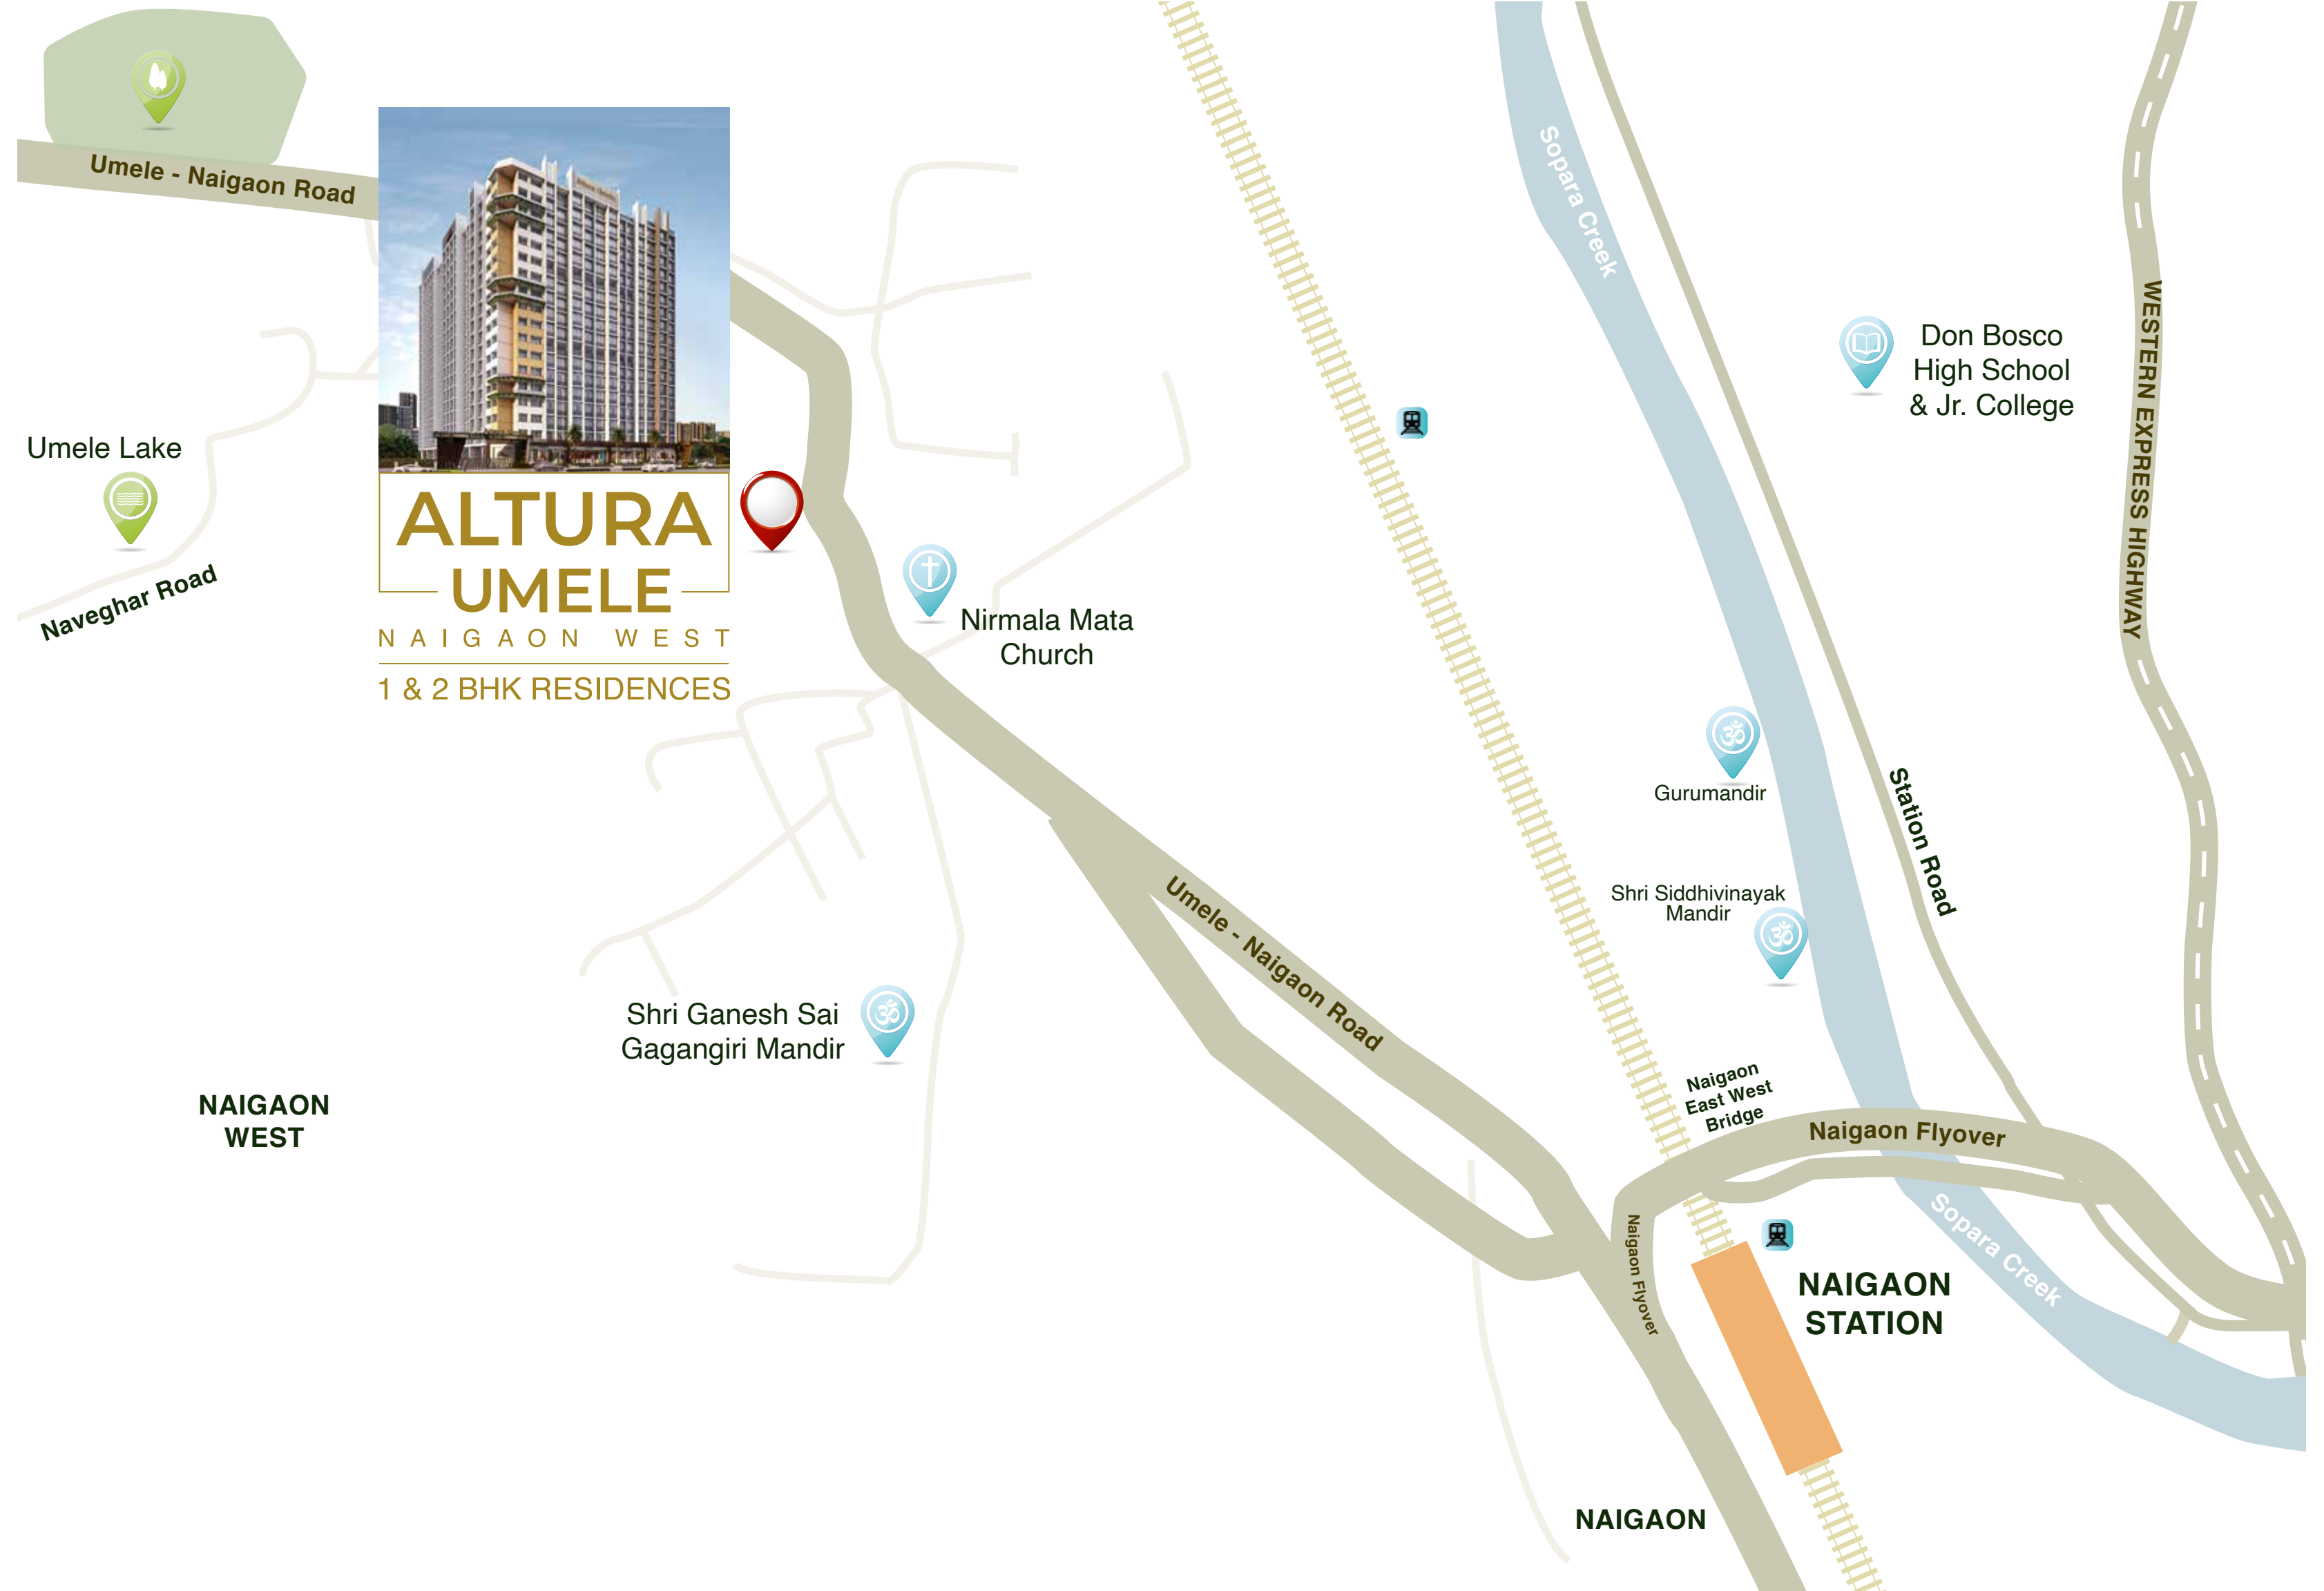 Umele - Naigaon Road
Sopara Creek
WESTERN EXPRESS HIGHWAY
Don Bosco
High School
& Jr. College
Umele Lake
Naveghar Road
ALTURA
UMELE
NAIGAON WEST
1 & 2 BHK RESIDENCES
Nirmala Mata
Church
Gurumandir
Station Road
Shri Siddhivinayak
Mandir
Umele - Naigaon Road
Shri Ganesh Sai
Gagangiri Mandir
NAIGAON
WEST
Naigaon
East West
Bridge
Naigaon Flyover
Naigaon Flyover
Sopara Creek
NAIGAON
STATION
NAIGAON
ॐ
ॐ
ॐ